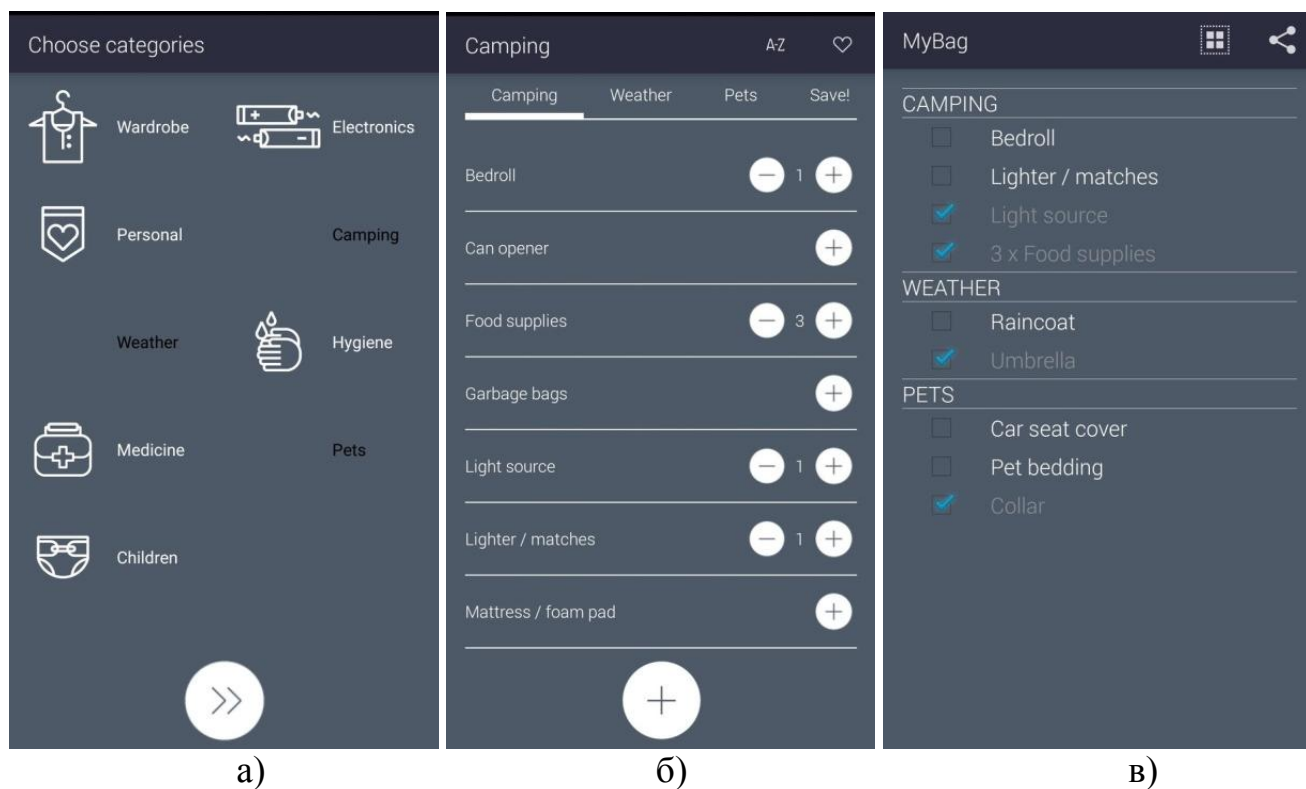 Choose categories
Wardrobe
Electronics
Personal
Camping
Weather
Hygiene
Medicine
Pets
Children
а)
Camping
A-Z
Camping Weather Pets Save!
Bedroll 1
Can opener
Food supplies 3
Garbage bags
Light source 1
Lighter / matches 1
Mattress / foam pad
б)
MyBag
CAMPING
Bedroll
Lighter / matches
Light source
3 x Food supplies
WEATHER
Raincoat
Umbrella
PETS
Car seat cover
Pet bedding
Collar
в)